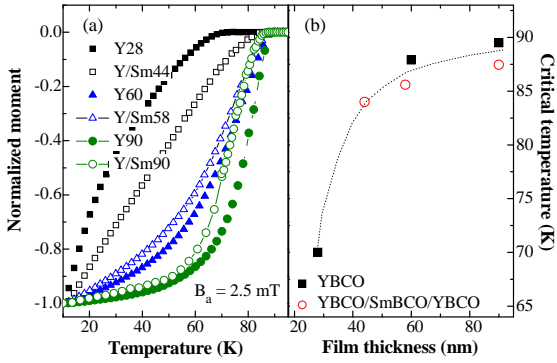 (a)
Y28
Y/Sm44
Y60
Y/Sm58
Y90
Y/Sm90
B_a = 2.5 mT
0.0
-0.2
-0.4
-0.6
-0.8
-1.0
Normalized moment
20 40 60 80
Temperature (K)
(b)
YBCO
YBCO/SmBCO/YBCO
20 40 60 80
Film thickness (nm)
90
85
80
75
70
65
Critical temperature (K)